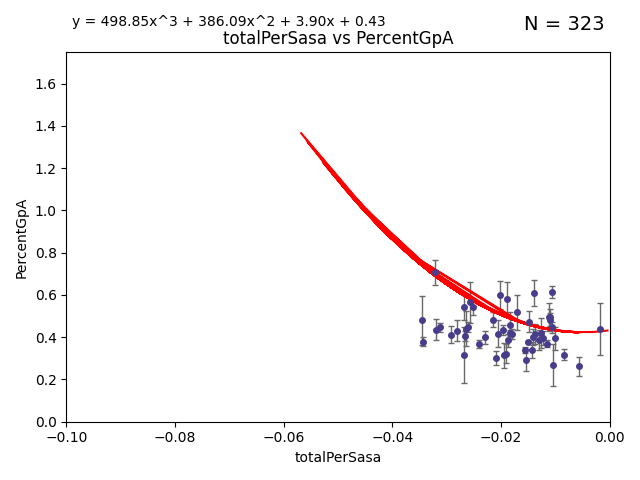 y = 498.85x^3 + 386.09x^2 + 3.90x + 0.43
N = 323
totalPerSasa vs PercentGpA
PercentGpA
1.6
1.4
1.2
1.0
0.8
0.6
0.4
0.2
0.0
−0.10 −0.08 −0.06 −0.04 −0.02 0.00
totalPerSasa